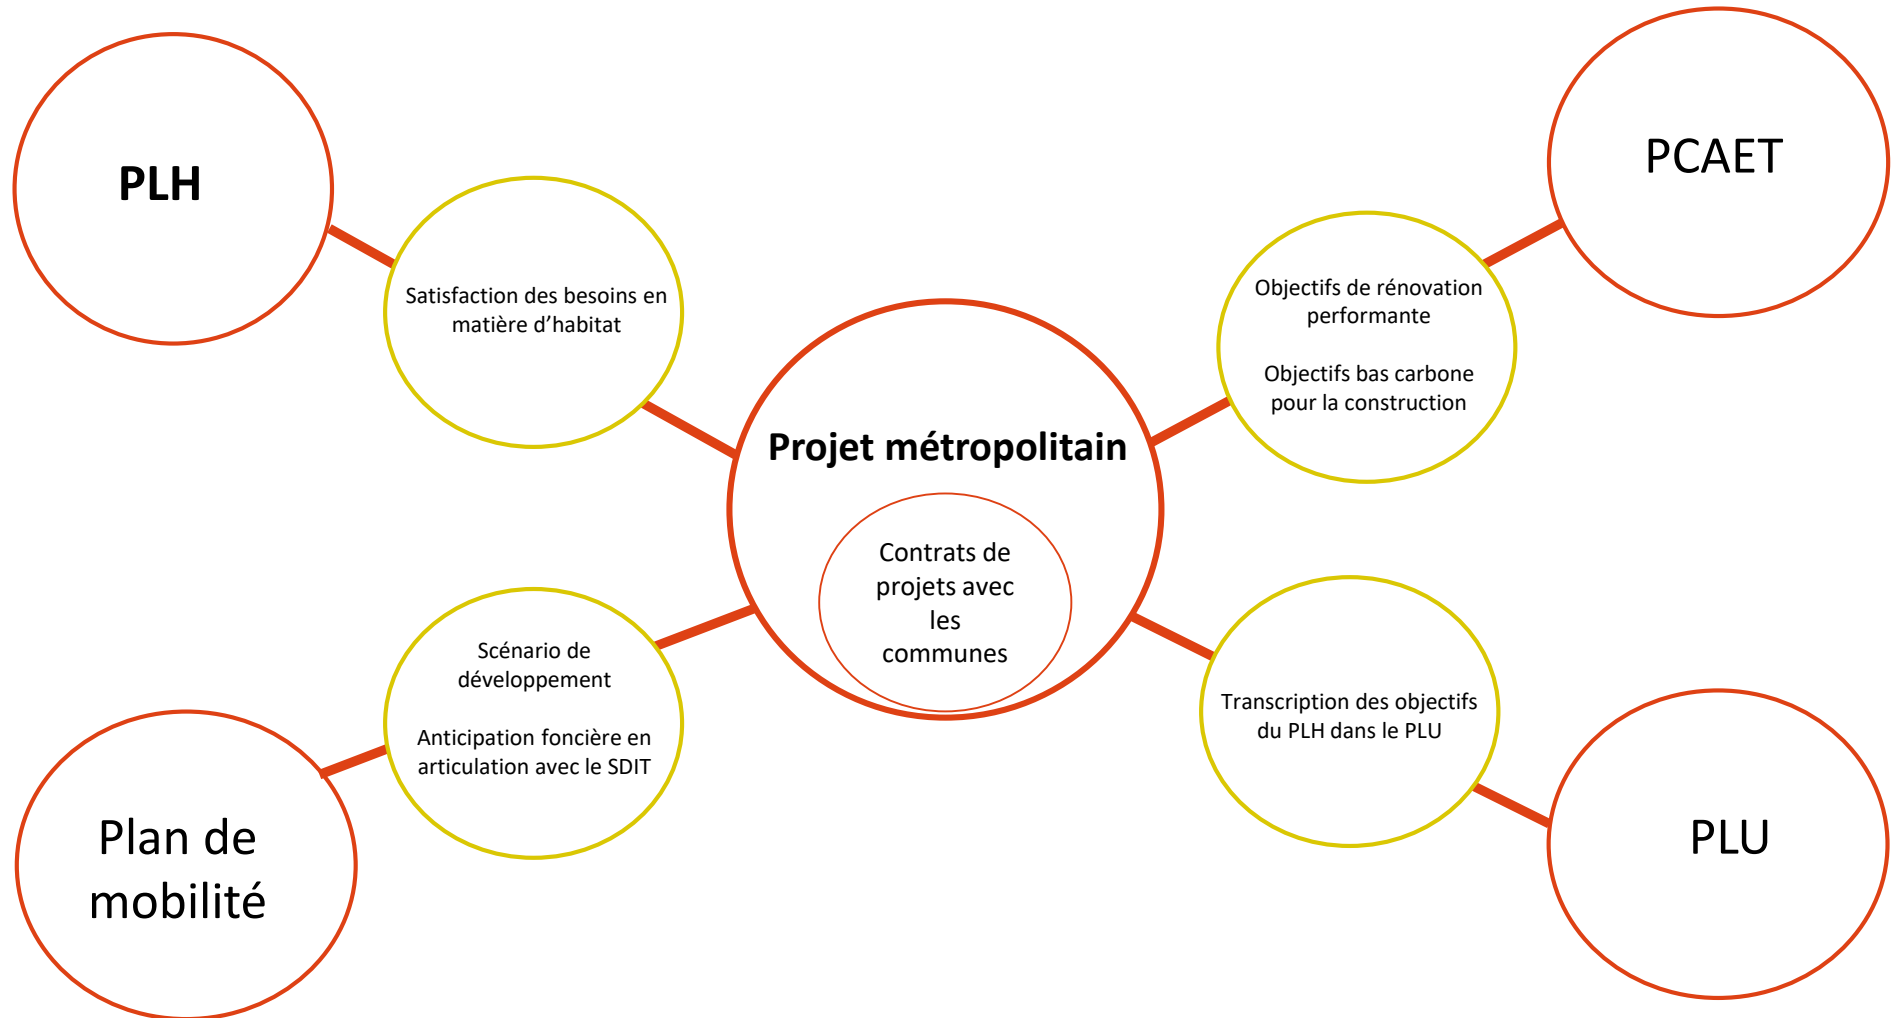 PLH
Satisfaction des besoins en
matière d’habitat
PCAET
Objectifs de rénovation
performante
Objectifs bas carbone
pour la construction
Projet métropolitain
Contrats de
projets avec
les
communes
Scénario de
développement
Anticipation foncière en
articulation avec le SDIT
Plan de
mobilité
Transcription des objectifs
du PLH dans le PLU
PLU